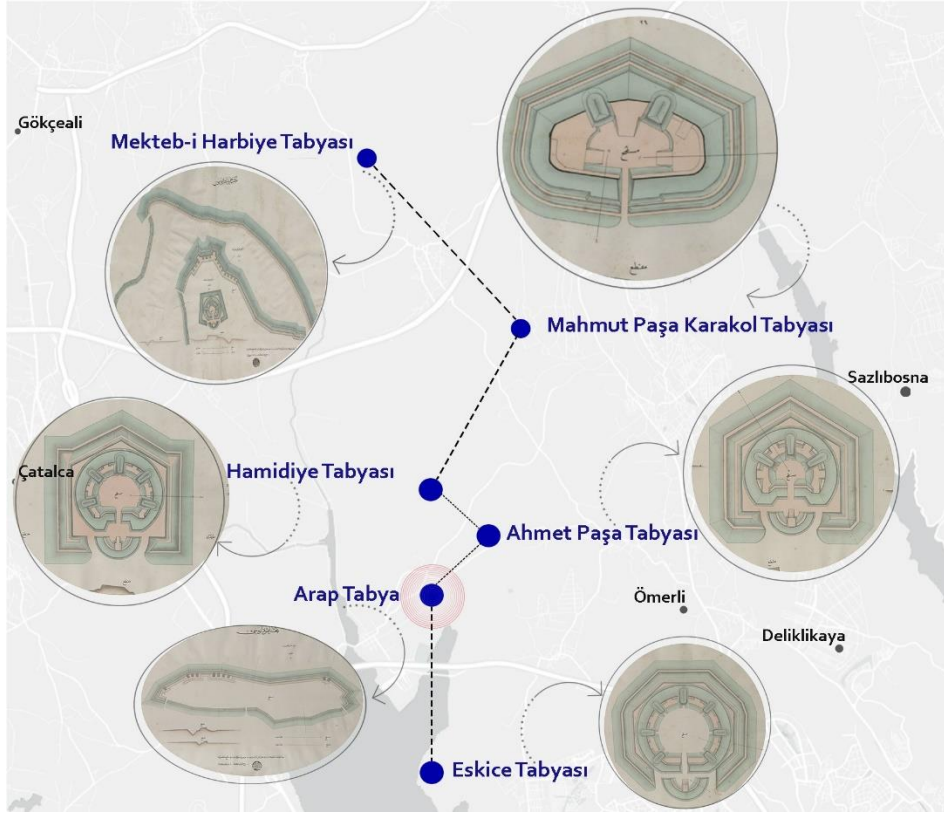 Gökçeali
Mekteb-i Harbiye Tabyası
Mahmut Paşa Karakol Tabyası
Sazlıbosna
Çatalca
Hamidiye Tabyası
Ahmet Paşa Tabyası
Arap Tabya
Ömerli
Deliklikaya
Eskice Tabyası